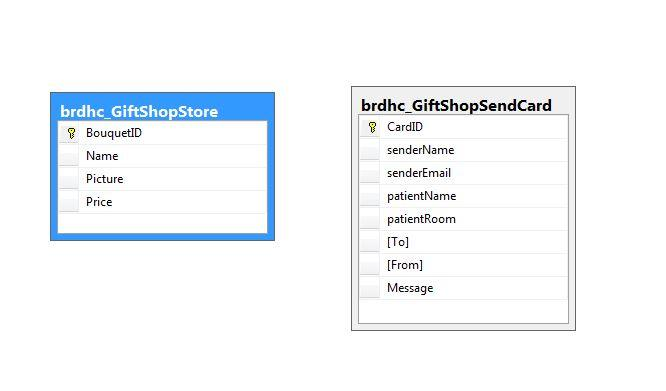 brdhc_GiftShopStore
BouquetID
Name
Picture
Price
brdhc_GiftShopSendCard
CardID
senderName
senderEmail
patientName
patientRoom
[To]
[From]
Message